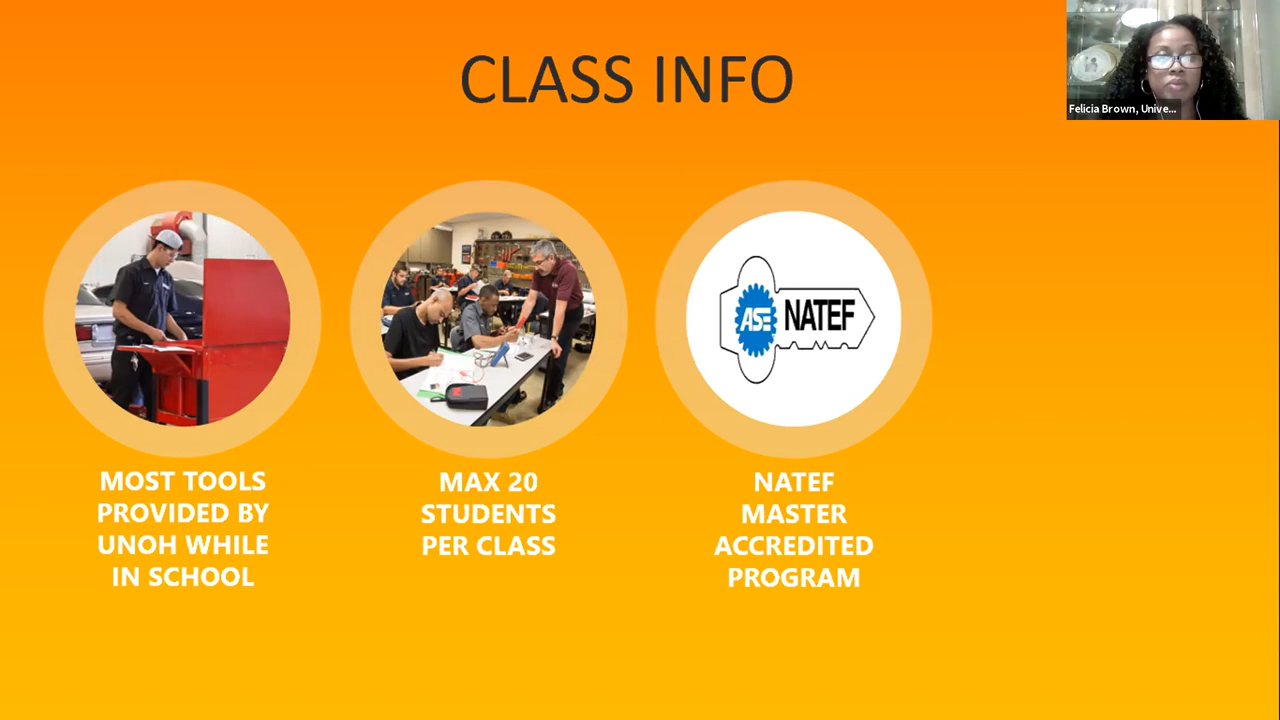 CLASS INFO
Felicia Brown, Unive...
ASE NATEF
MOST TOOLS
PROVIDED BY
UNOH WHILE
IN SCHOOL
MAX 20
STUDENTS
PER CLASS
NATEF
MASTER
ACCREDITED
PROGRAM